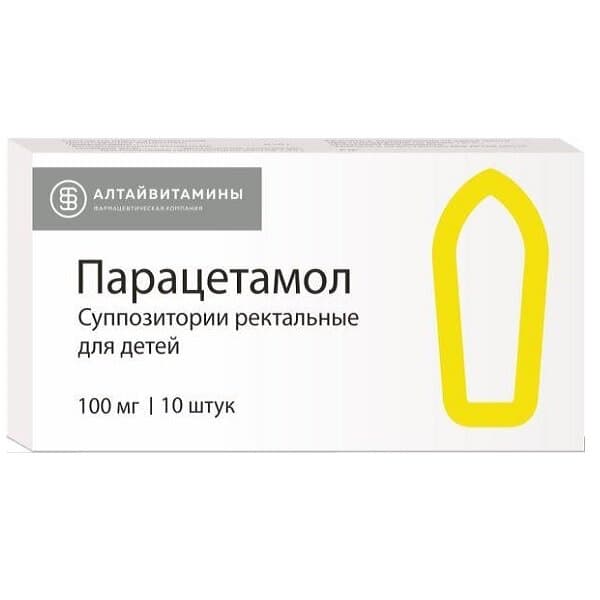 АЛТАЙВИТАМИНЫ
ФАРМАЦЕВТИЧЕСКАЯ КОМПАНИЯ
Парацетамол
Суппозитории ректальные
для детей
100 мг | 10 штук